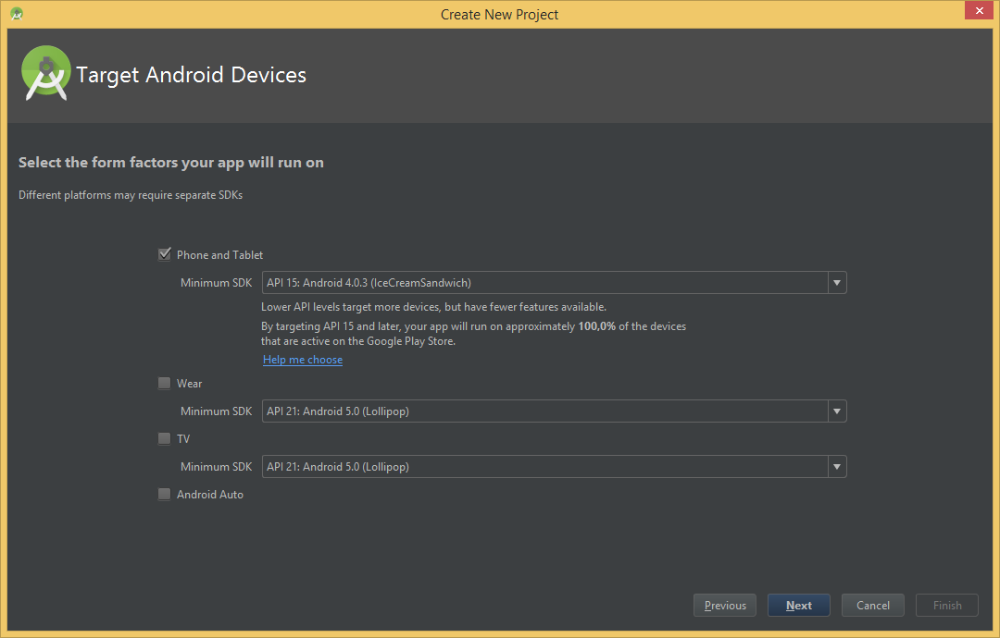 Create New Project
Target Android Devices
Select the form factors your app will run on
Different platforms may require separate SDKs
Phone and Tablet
Minimum SDK API 15: Android 4.0.3 (IceCreamSandwich)
Lower API levels target more devices, but have fewer features available.
By targeting API 15 and later, your app will run on approximately 100,0% of the devices
that are active on the Google Play Store.
Help me choose
Wear
Minimum SDK API 21: Android 5.0 (Lollipop)
TV
Minimum SDK API 21: Android 5.0 (Lollipop)
Android Auto
Previous Next Cancel Finish